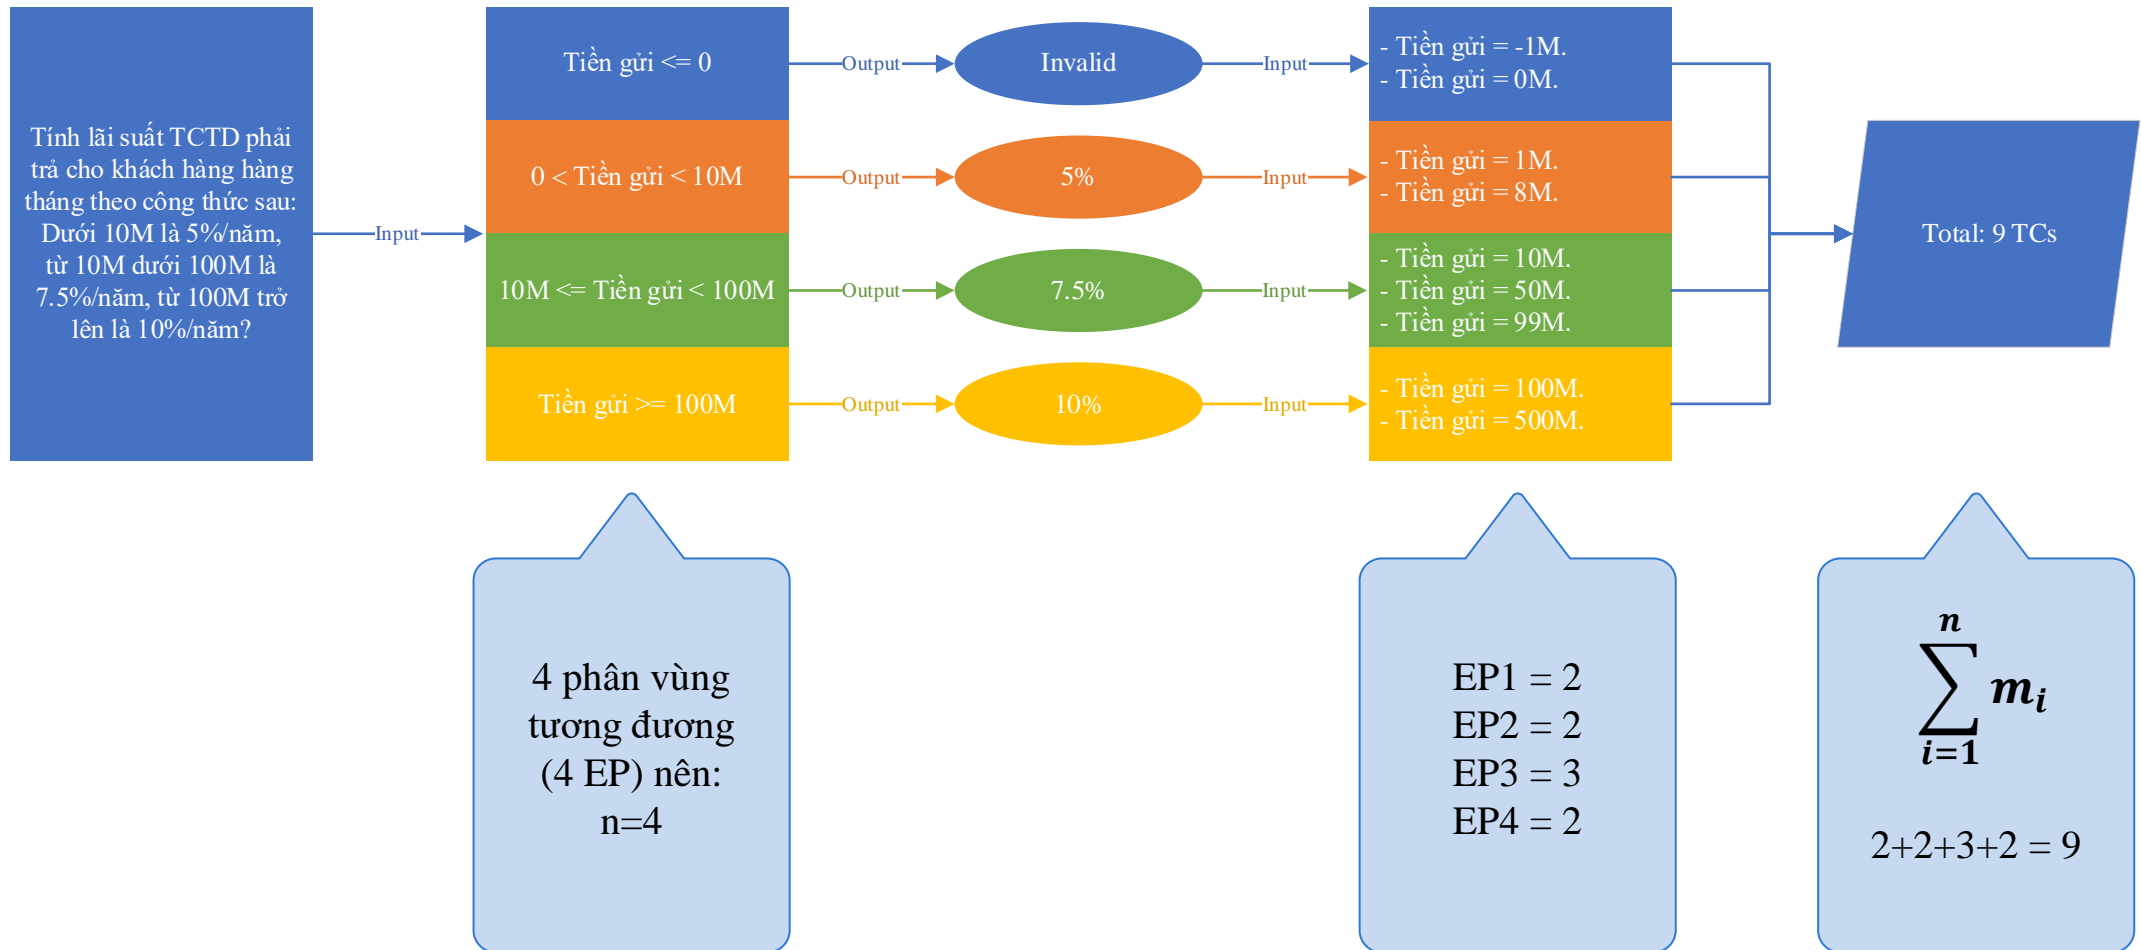 Tính lãi suất TCTD phải
trả cho khách hàng hàng
tháng theo công thức sau:
Dưới 10M là 5%/năm,
từ 10M dưới 100M là
7.5%/năm, từ 100M trở
lên là 10%/năm?
Input
Tiền gửi <= 0
Output
Invalid
Input
- Tiền gửi = -1M.
- Tiền gửi = 0M.
0 < Tiền gửi < 10M
Output
5%
Input
- Tiền gửi = 1M.
- Tiền gửi = 8M.
10M <= Tiền gửi < 100M
Output
7.5%
Input
- Tiền gửi = 10M.
- Tiền gửi = 50M.
- Tiền gửi = 99M.
Tiền gửi >= 100M
Output
10%
Input
- Tiền gửi = 100M.
- Tiền gửi = 500M.
Total: 9 TCs
4 phân vùng
tương đương
(4 EP) nên:
n=4
EP1 = 2
EP2 = 2
EP3 = 3
EP4 = 2
n
∑ mᵢ
i=1
2+2+3+2 = 9